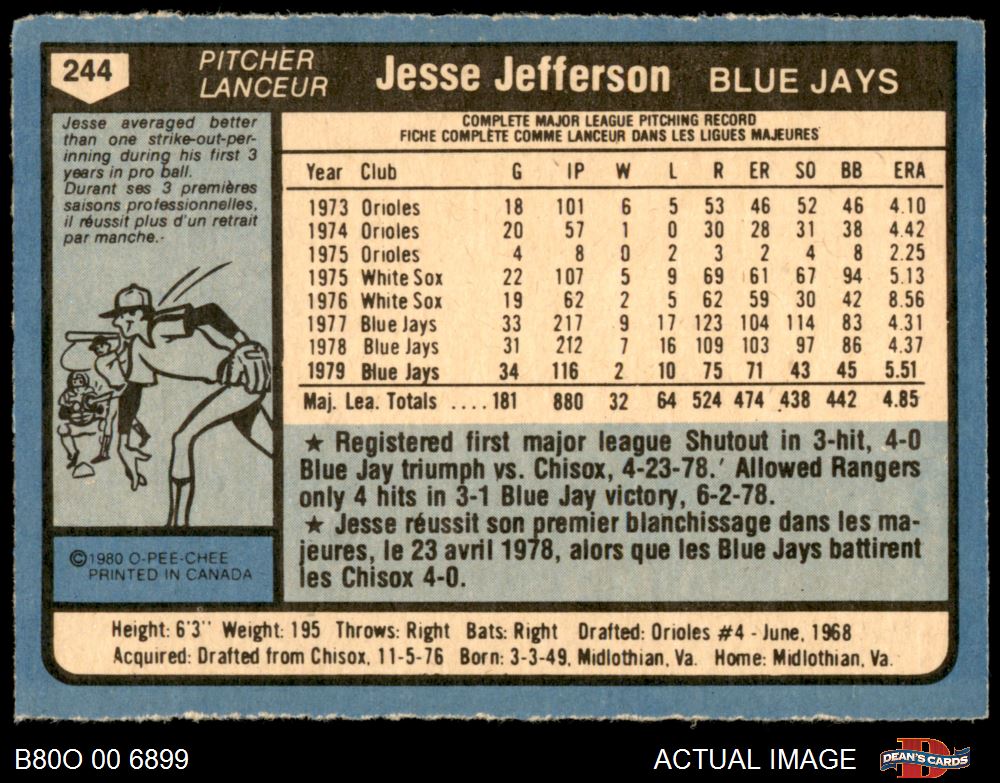 244
PITCHER
LANCEUR
Jesse Jefferson BLUE JAYS
Jesse averaged better
than one strike-out-per-
inning during his first 3
years in pro ball.
Durant ses 3 premières
saisons professionnelles,
il réussit plus d'un retrait
par manche.
COMPLETE MAJOR LEAGUE PITCHING RECORD
FICHE COMPLÈTE COMME LANCEUR DANS LES LIGUES MAJEURES
Year Club G IP W L R ER SO BB ERA
1973 Orioles 18 101 6 5 53 46 52 46 4.10
1974 Orioles 20 57 1 0 30 28 31 38 4.42
1975 Orioles 4 8 0 2 3 2 4 8 2.25
1975 White Sox 22 107 5 9 69 61 67 94 5.13
1976 White Sox 19 62 2 5 62 59 30 42 8.56
1977 Blue Jays 33 217 9 17 123 104 114 83 4.31
1978 Blue Jays 31 212 7 16 109 103 97 86 4.37
1979 Blue Jays 34 116 2 10 75 71 43 45 5.51
Maj. Lea. Totals ....181 880 32 64 524 474 438 442 4.85
★ Registered first major league Shutout in 3-hit, 4-0
Blue Jay triumph vs. Chisox, 4-23-78.' Allowed Rangers
only 4 hits in 3-1 Blue Jay victory, 6-2-78.
★ Jesse réussit son premier blanchissage dans les ma-
jeures, le 23 avril 1978, alors que les Blue Jays battirent
les Chisox 4-0.
©1980 O-PEE-CHEE
PRINTED IN CANADA
Height: 6'3" Weight: 195 Throws: Right Bats: Right Drafted: Orioles #4 - June, 1968
Acquired: Drafted from Chisox, 11-5-76 Born: 3-3-49, Midlothian, Va. Home: Midlothian, Va.
B80O 00 6899
ACTUAL IMAGE
DEAN'S CARDS